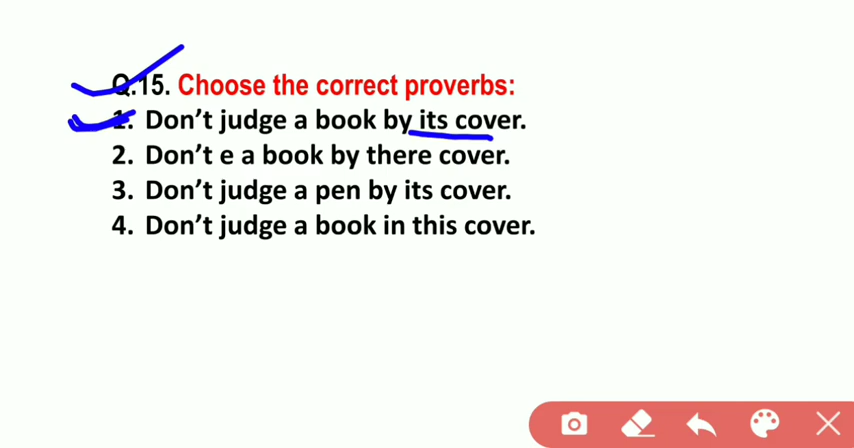 Q.15. Choose the correct proverbs:
1. Don't judge a book by its cover.
2. Don't e a book by there cover.
3. Don't judge a pen by its cover.
4. Don't judge a book in this cover.